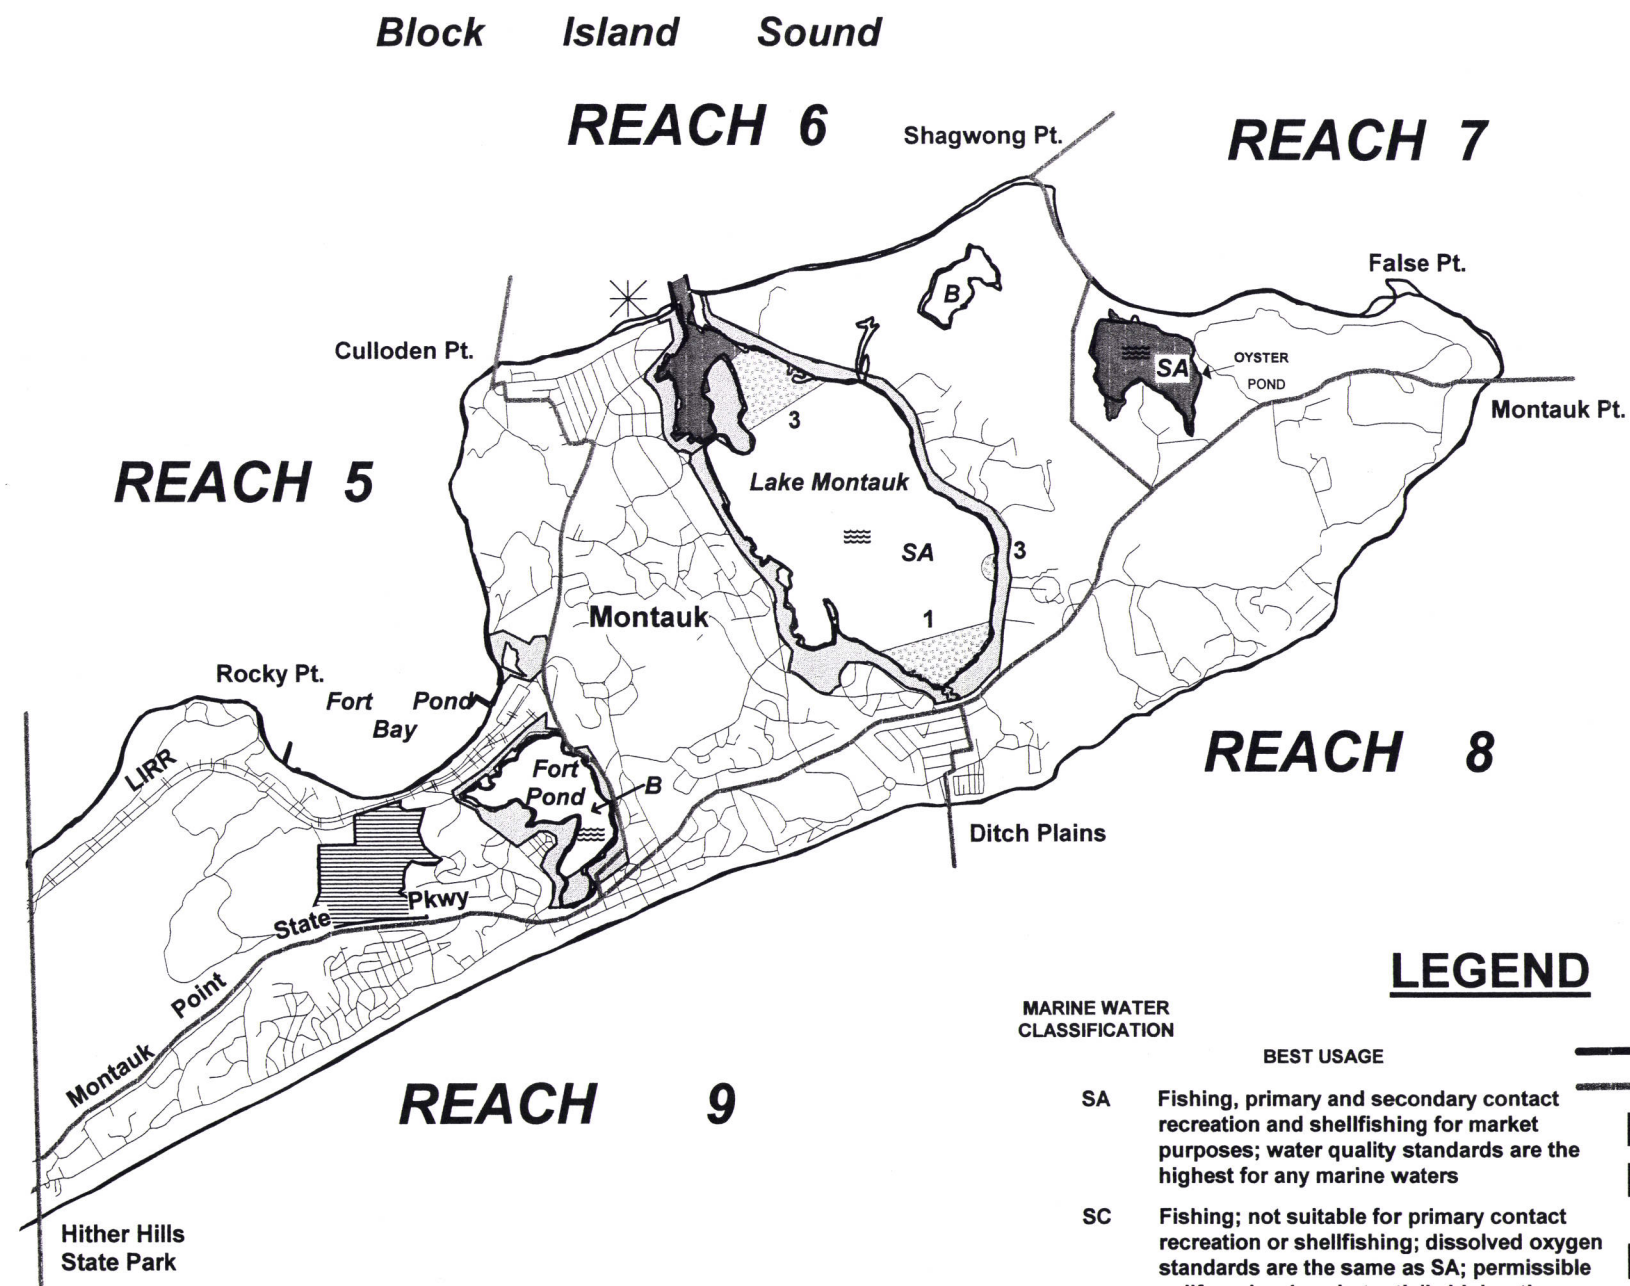 Block Island Sound
REACH 6
Shagwong Pt.
REACH 7
False Pt.
B
Culloden Pt.
SA
OYSTER
POND
Montauk Pt.
3
REACH 5
Lake Montauk
SA
3
1
Montauk
Rocky Pt.
Fort Pond
Bay
LIRR
Fort
Pond
B
REACH 8
Ditch Plains
Montauk Point State Pkwy
REACH 9
Hither Hills
State Park
LEGEND
MARINE WATER
CLASSIFICATION
BEST USAGE
SA Fishing, primary and secondary contact
recreation and shellfishing for market
purposes; water quality standards are the
highest for any marine waters
SC Fishing; not suitable for primary contact
recreation or shellfishing; dissolved oxygen
standards are the same as SA; permissible